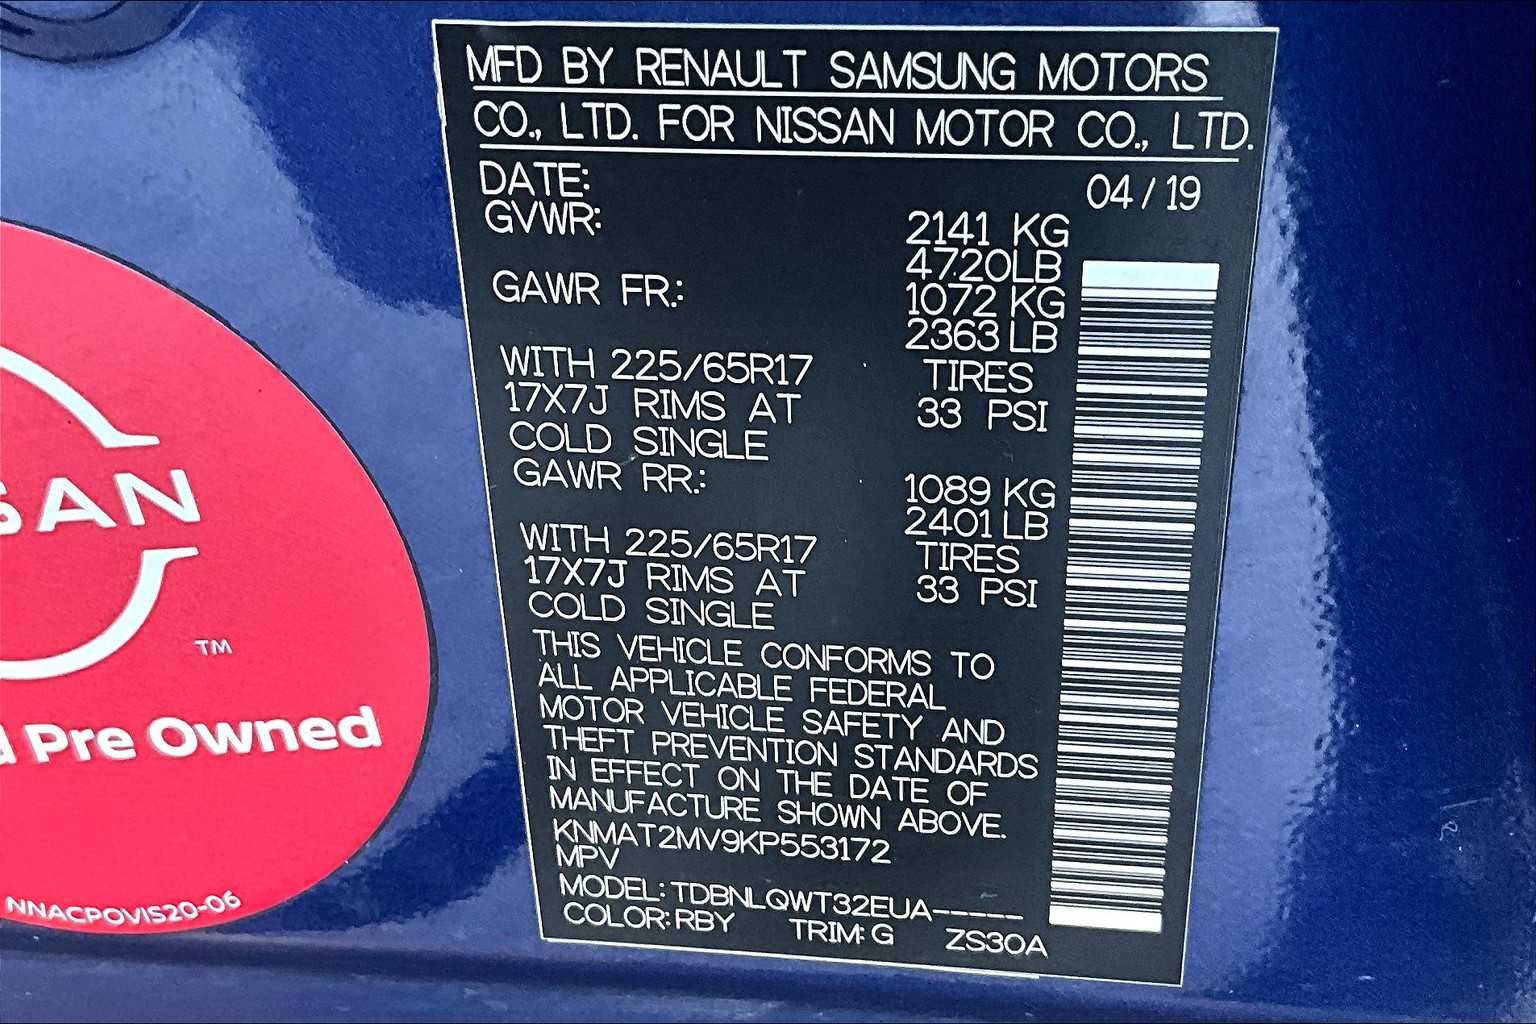 MFD BY RENAULT SAMSUNG MOTORS
CO., LTD. FOR NISSAN MOTOR CO., LTD.
DATE: 04 / 19
GVWR: 2141 KG
4720LB
GAWR FR.: 1072 KG
2363 LB
WITH 225/65R17 TIRES
17X7J RIMS AT 33 PSI
COLD SINGLE
GAWR RR.: 1089 KG
2401 LB
WITH 225/65R17 TIRES
17X7J RIMS AT 33 PSI
COLD SINGLE
THIS VEHICLE CONFORMS TO
ALL APPLICABLE FEDERAL
MOTOR VEHICLE SAFETY AND
THEFT PREVENTION STANDARDS
IN EFFECT ON THE DATE OF
MANUFACTURE SHOWN ABOVE.
KNMAT2MV9KP553172
MPV
MODEL: TDBNLQWT32EUA-----
COLOR: RBY TRIM: G ZS30A
SAN
TM
d Pre Owned
NNACPOVIS20-06